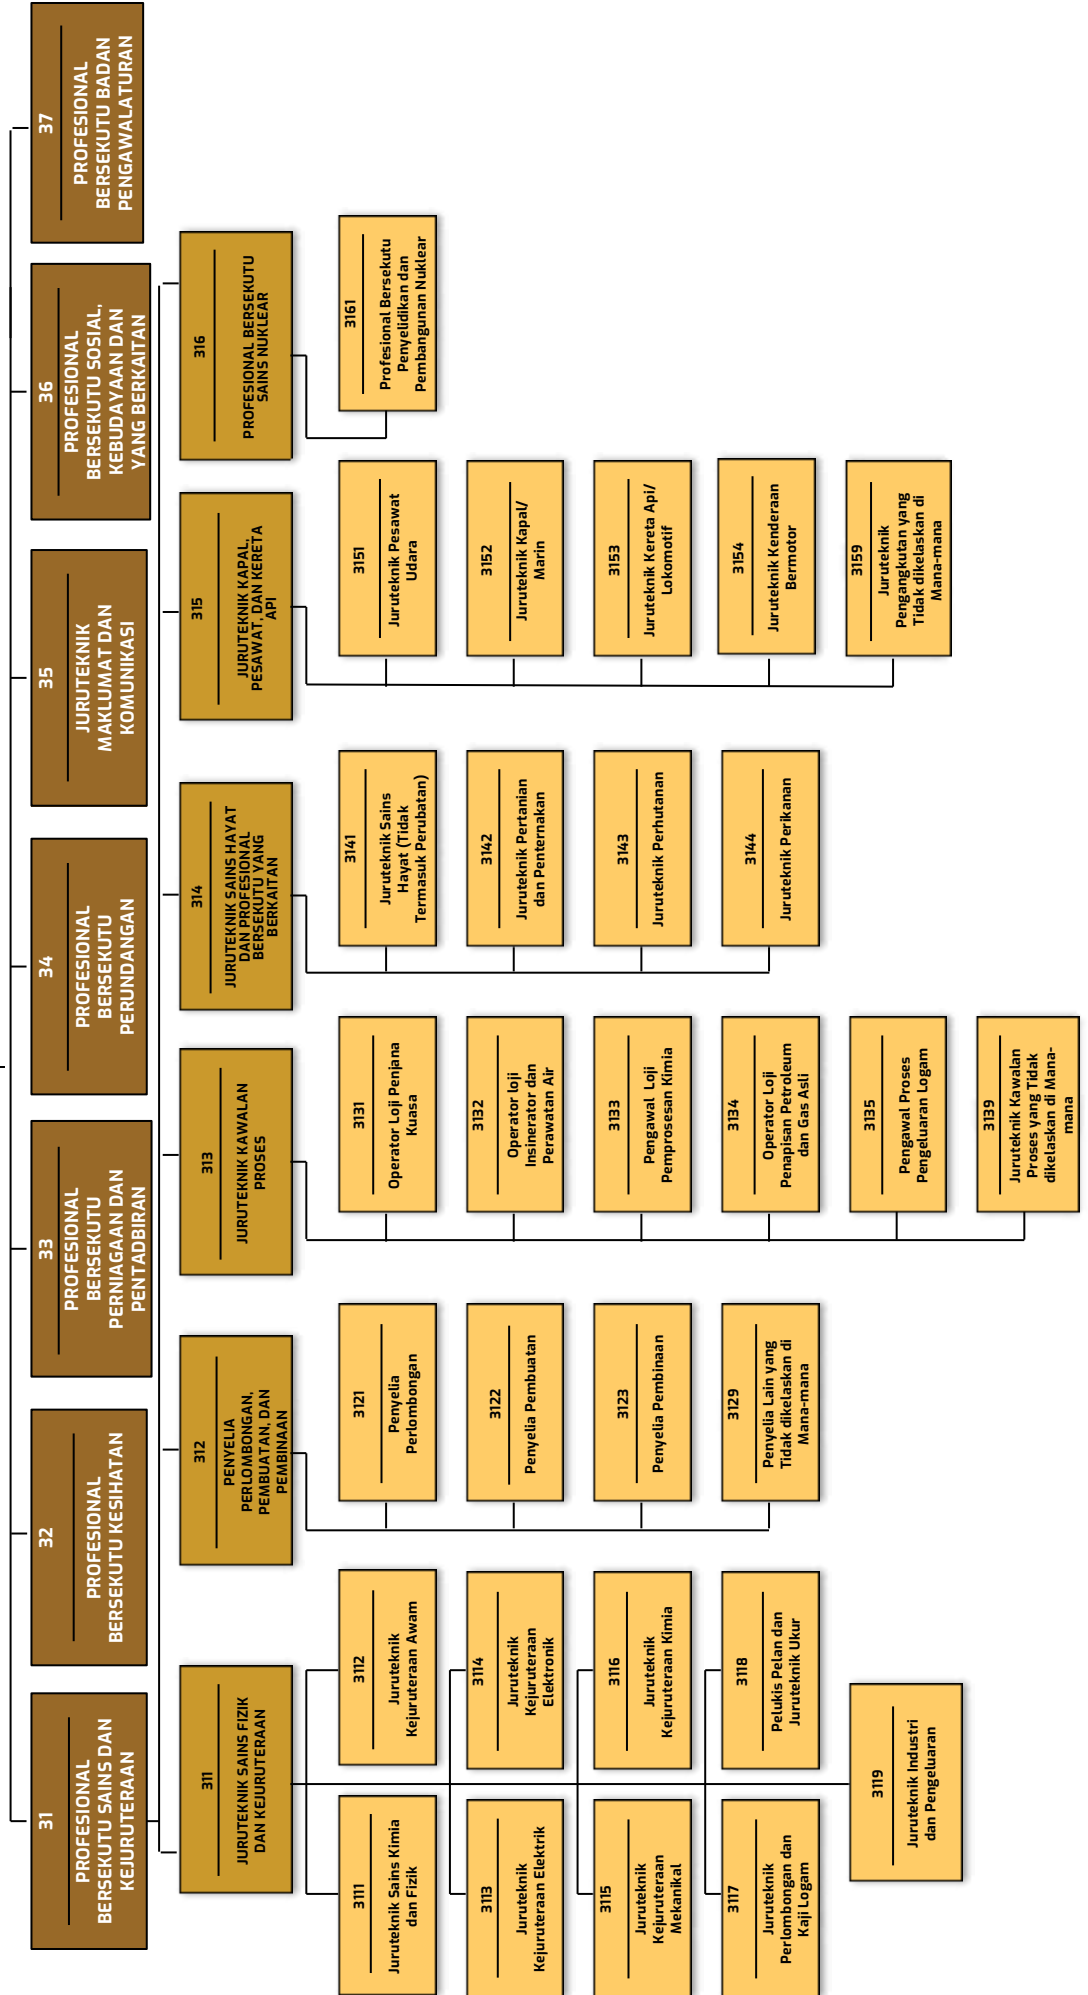 31
PROFESIONAL
BERSEKUTU SAINS DAN
KEJURUTERAAN
32
PROFESIONAL
BERSEKUTU KESIHATAN
33
PROFESIONAL
BERSEKUTU
PERNIAGAAN DAN
PENTADBIRAN
34
PROFESIONAL
BERSEKUTU
PERUNDANGAN
35
JURUTEKNIK
MAKLUMAT DAN
KOMUNIKASI
36
PROFESIONAL
BERSEKUTU SOSIAL,
KEBUDAYAAN DAN
YANG BERKAITAN
37
PROFESIONAL
BERSEKUTU BADAN
PENGAWALATURAN
311
JURUTEKNIK SAINS FIZIK
DAN KEJURUTERAAN
312
PENYELIA
PERLOMBONGAN,
PEMBUATAN, DAN
PEMBINAAN
313
JURUTEKNIK KAWALAN
PROSES
314
JURUTEKNIK SAINS HAYAT
DAN PROFESIONAL
BERSEKUTU YANG
BERKAITAN
315
JURUTEKNIK KAPAL,
PESAWAT, DAN KERETA
API
316
PROFESIONAL BERSEKUTU
SAINS NUKLEAR
3111
Juruteknik Sains Kimia
dan Fizik
3112
Juruteknik
Kejuruteraan Awam
3113
Juruteknik
Kejuruteraan Elektrik
3114
Juruteknik
Kejuruteraan
Elektronik
3115
Juruteknik
Kejuruteraan
Mekanikal
3116
Juruteknik
Kejuruteraan Kimia
3117
Juruteknik
Perlombongan dan
Kaji Logam
3118
Pelukis Pelan dan
Juruteknik Ukur
3119
Juruteknik Industri
dan Pengeluaran
3121
Penyelia
Perlombongan
3122
Penyelia Pembuatan
3123
Penyelia Pembinaan
3129
Penyelia Lain yang
Tidak dikelaskan di
Mana-mana
3131
Operator Loji Penjana
Kuasa
3132
Operator loji
Insinerator dan
Perawatan Air
3133
Pengawal Loji
Pemprosesan Kimia
3134
Operator Loji
Penapisan Petroleum
dan Gas Asli
3135
Pengawal Proses
Pengeluaran Logam
3139
Juruteknik Kawalan
Proses yang Tidak
dikelaskan di Mana-
mana
3141
Juruteknik Sains
Hayat (Tidak
Termasuk Perubatan)
3142
Juruteknik Pertanian
dan Penternakan
3143
Juruteknik Perhutanan
3144
Juruteknik Perikanan
3151
Juruteknik Pesawat
Udara
3152
Juruteknik Kapal/
Marin
3153
Juruteknik Kereta Api/
Lokomotif
3154
Juruteknik Kenderaan
Bermotor
3159
Juruteknik
Pengangkutan yang
Tidak dikelaskan di
Mana-mana
3161
Profesional Bersekutu
Penyelidikan dan
Pembangunan Nuklear